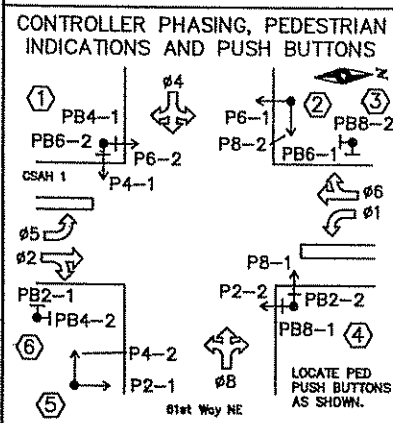 CONTROLLER PHASING, PEDESTRIAN
INDICATIONS AND PUSH BUTTONS
1
PB4-1
PB6-2
P6-2
P4-1
ø4
N
P6-1
2
3
PB8-2
P8-2
PB6-1
CSAH 1
ø5
ø2
ø6
ø1
P8-1
PB2-1
PB4-2
P2-2
PB2-2
PB8-1
4
6
P4-2
P2-1
5
ø8
LOCATE PED
PUSH BUTTONS
AS SHOWN.
81st Way NE